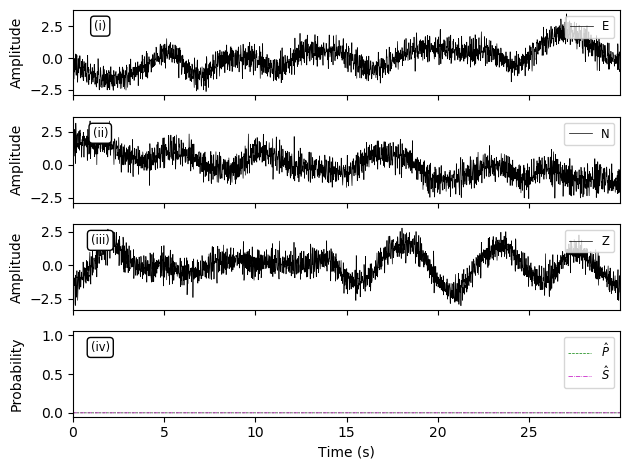 Amplitude
2.5
0.0
−2.5
(i)
E
Amplitude
2.5
0.0
−2.5
(ii)
N
Amplitude
2.5
0.0
−2.5
(iii)
Z
Probability
1.0
0.5
0.0
(iv)
P̂
Ŝ
0 5 10 15 20 25
Time (s)